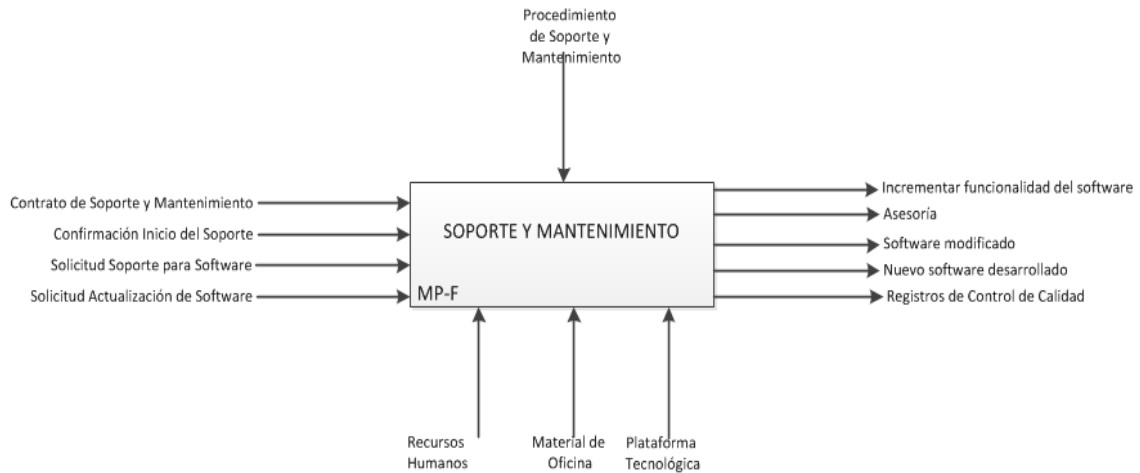 Procedimiento
de Soporte y
Mantenimiento
Contrato de Soporte y Mantenimiento
Confirmación Inicio del Soporte
Solicitud Soporte para Software
Solicitud Actualización de Software
SOPORTE Y MANTENIMIENTO
MP-F
Incrementar funcionalidad del software
Asesoría
Software modificado
Nuevo software desarrollado
Registros de Control de Calidad
Recursos
Humanos
Material de
Oficina
Plataforma
Tecnológica